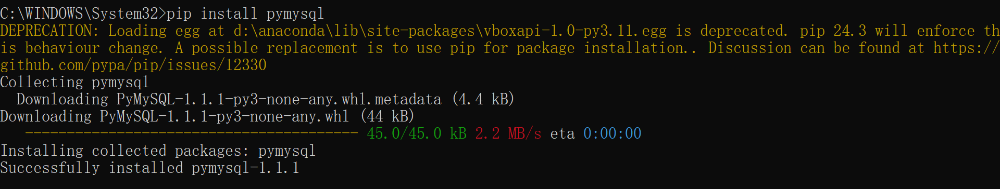 C:\WINDOWS\System32>pip install pymysql
DEPRECATION: Loading egg at d:\anaconda\lib\site-packages\vboxapi-1.0-py3.11.egg is deprecated. pip 24.3 will enforce th
is behaviour change. A possible replacement is to use pip for package installation.. Discussion can be found at https://
github.com/pypa/pip/issues/12330
Collecting pymysql
  Downloading PyMySQL-1.1.1-py3-none-any.whl.metadata (4.4 kB)
Downloading PyMySQL-1.1.1-py3-none-any.whl (44 kB)
   ---------------------------------------- 45.0/45.0 kB 2.2 MB/s eta 0:00:00
Installing collected packages: pymysql
Successfully installed pymysql-1.1.1